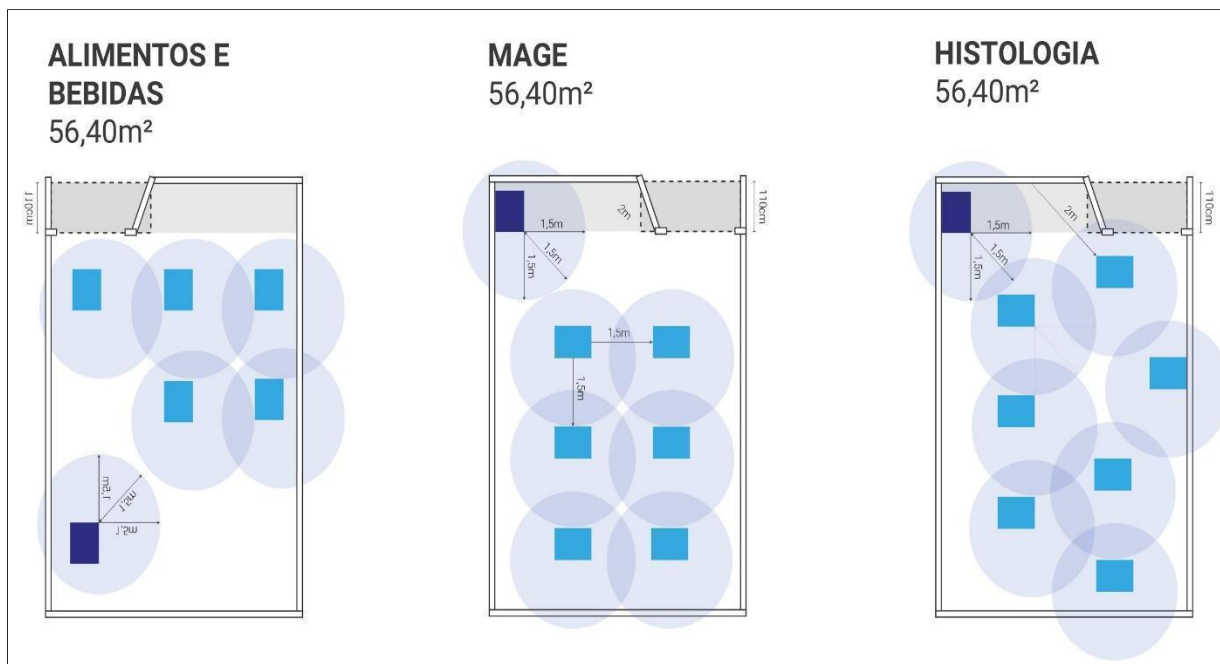 ALIMENTOS E
BEBIDAS
56,40m²
110cm
1,5m
1,5m
1,5m
MAGE
56,40m²
110cm
2m
1,5m
1,5m
1,5m
1,5m
1,5m
HISTOLOGIA
56,40m²
110cm
2m
1,5m
1,5m
1,5m